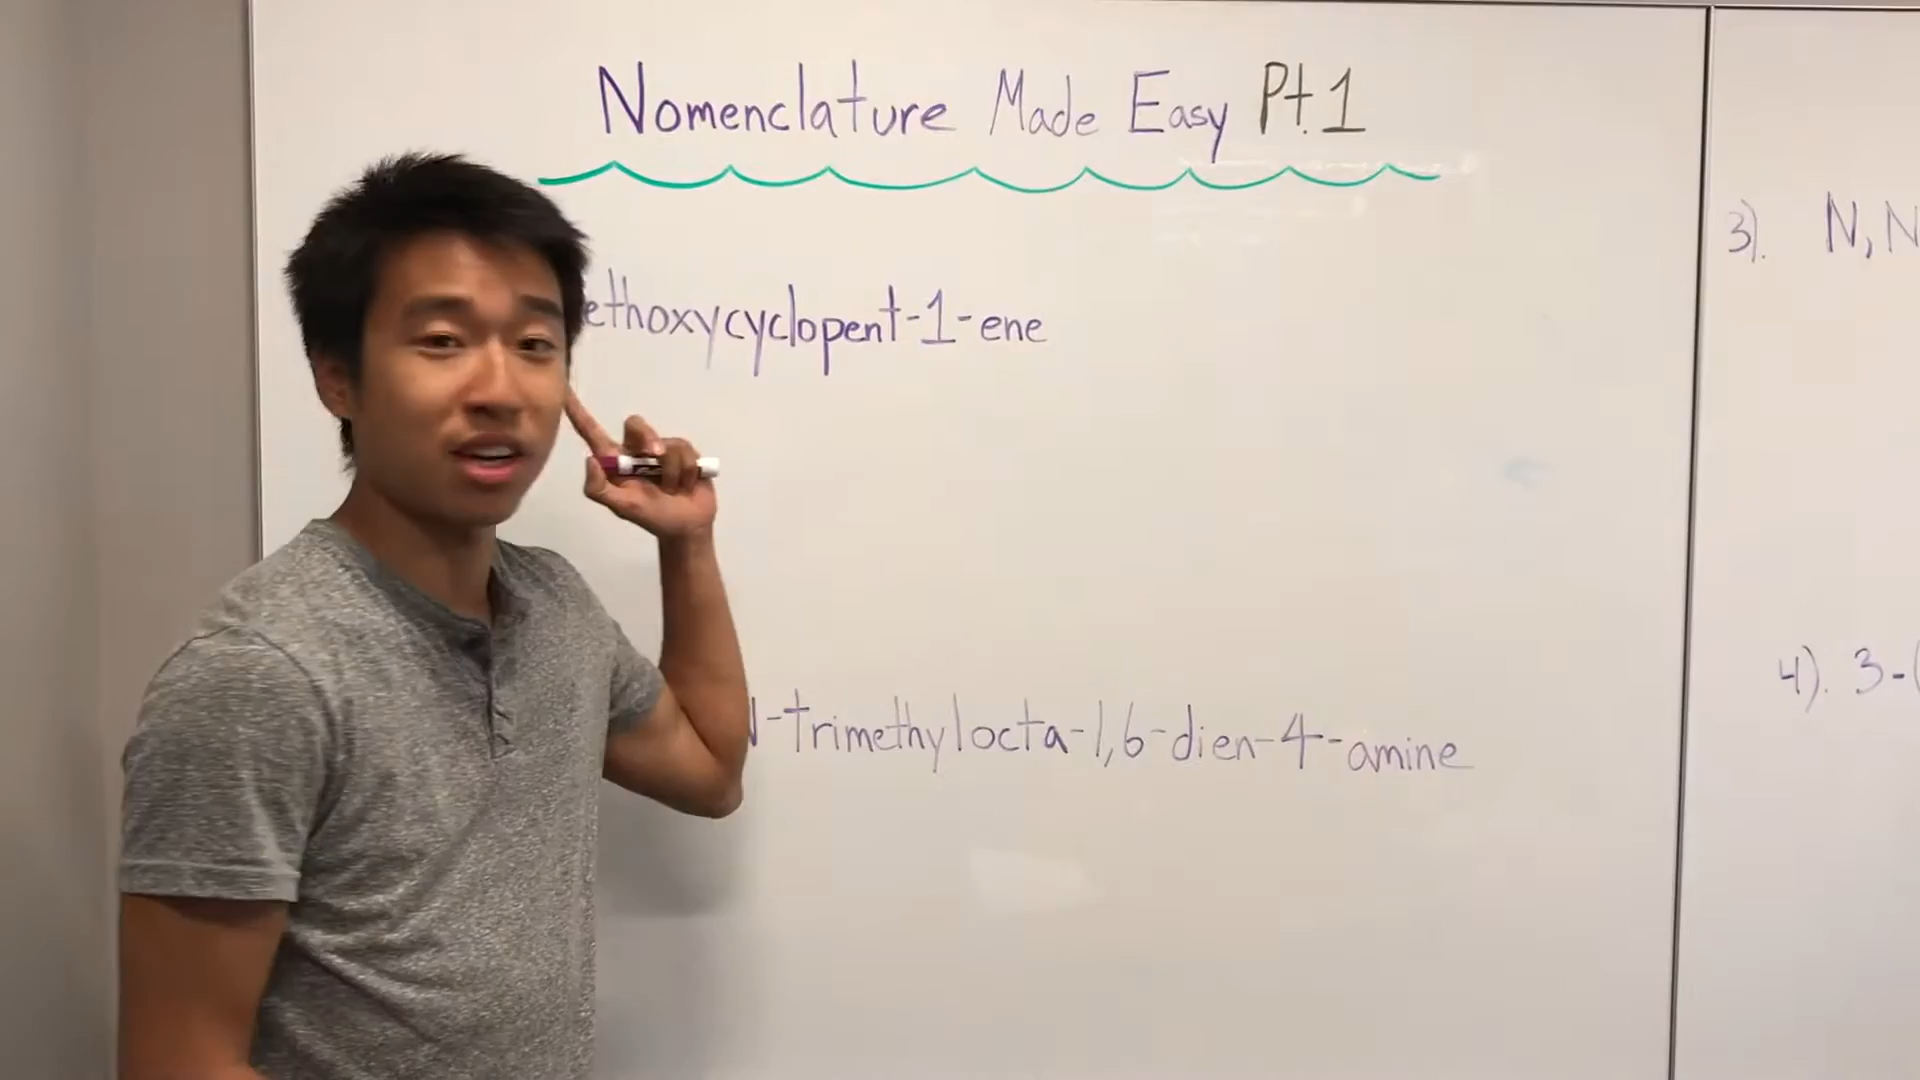 Nomenclature Made Easy Pt. 1
ethoxycyclopent-1-ene
-trimethylocta-1,6-dien-4-amine
3). N, N
4). 3-(